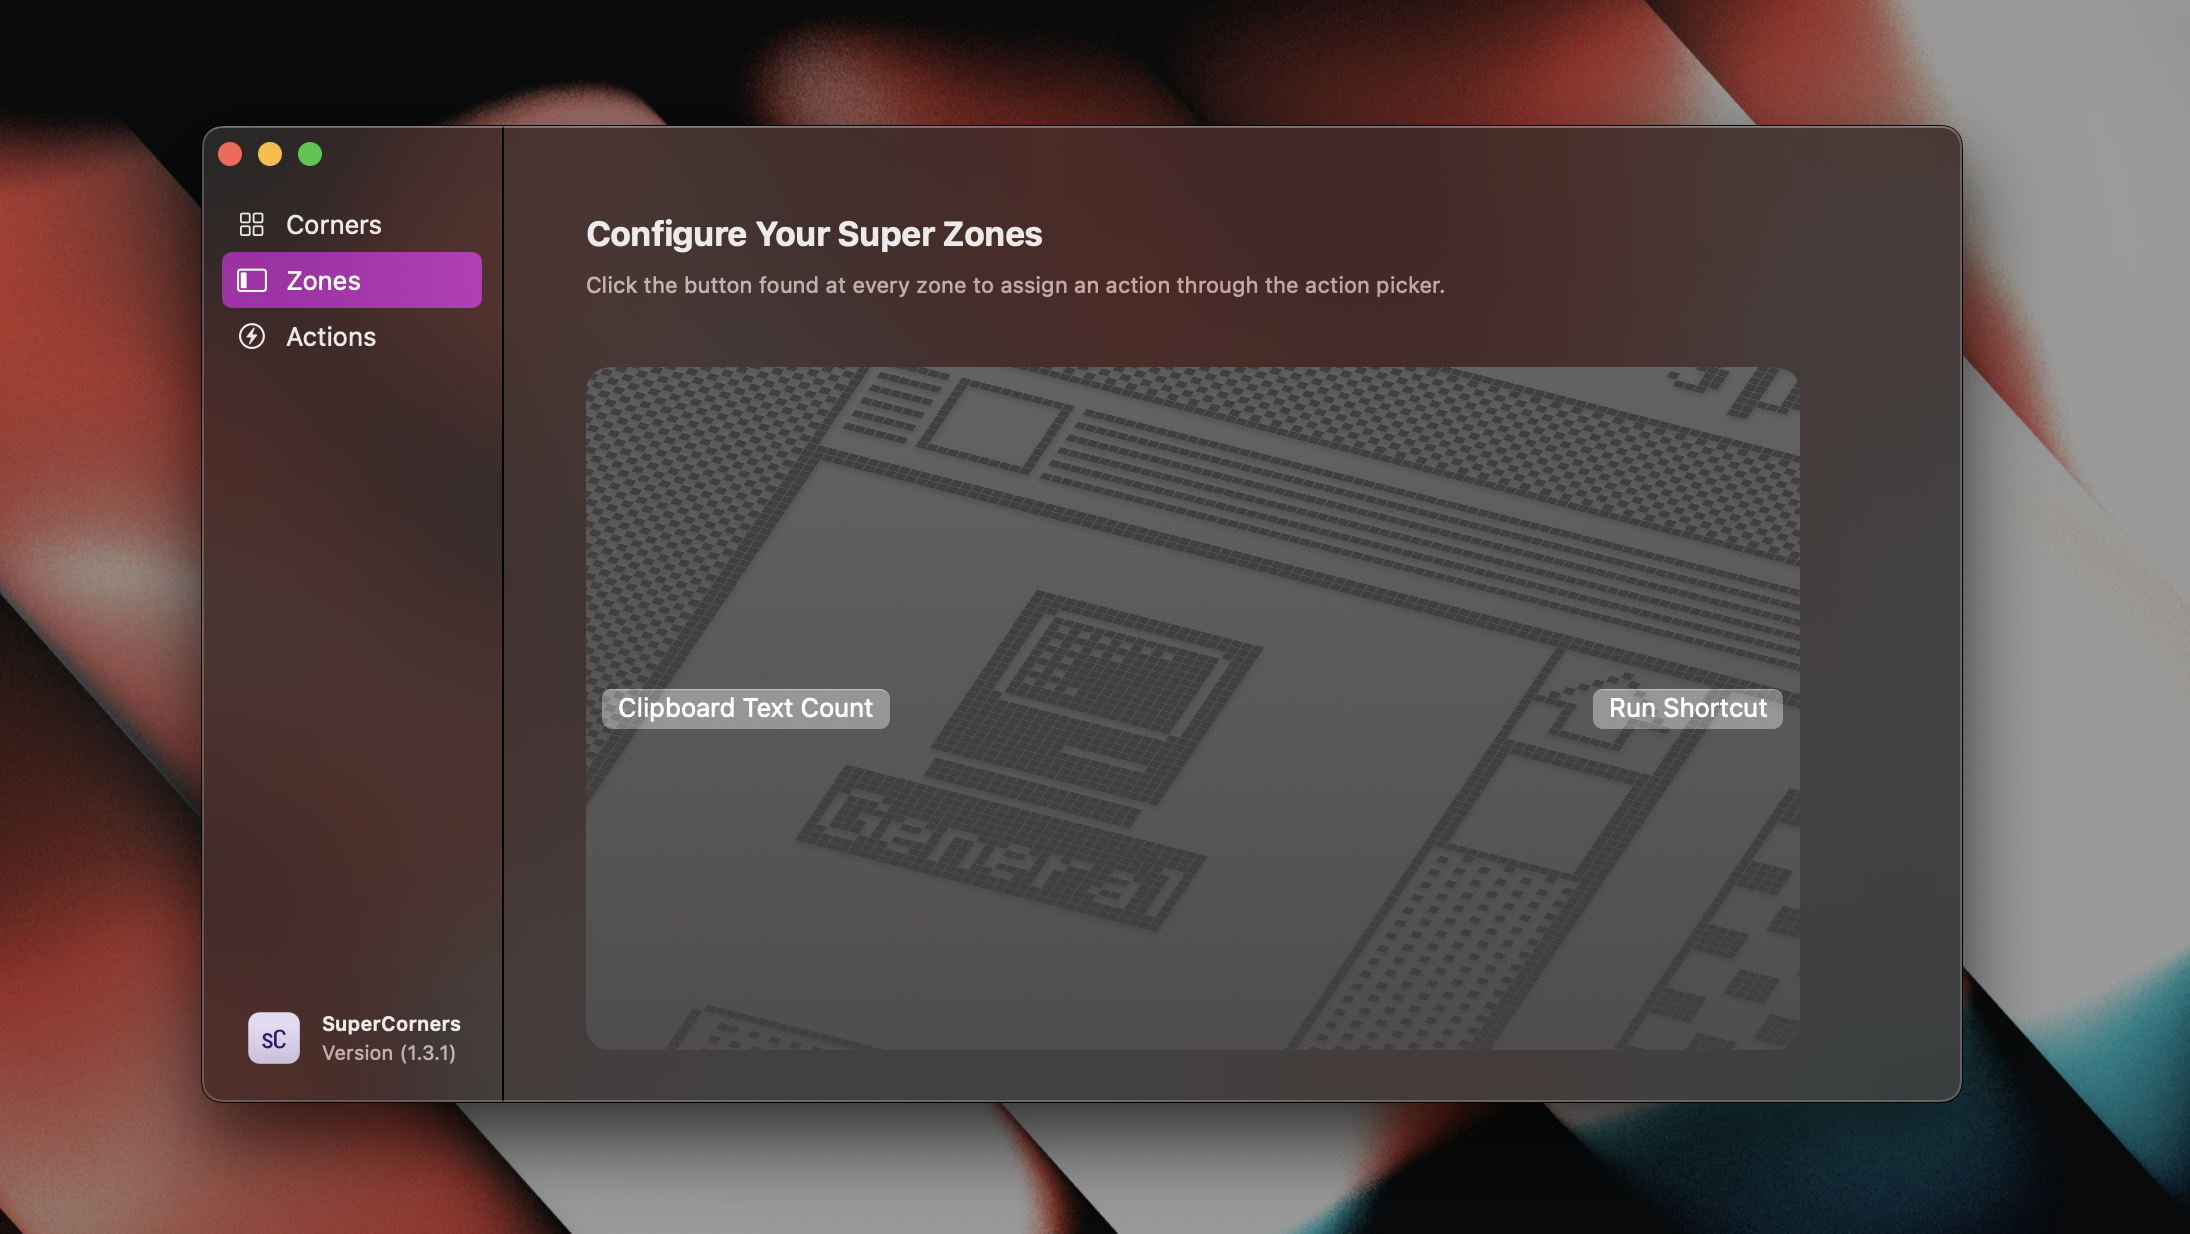 Corners
Zones
Actions
Configure Your Super Zones
Click the button found at every zone to assign an action through the action picker.
Clipboard Text Count
Run Shortcut
General
sC
SuperCorners
Version (1.3.1)